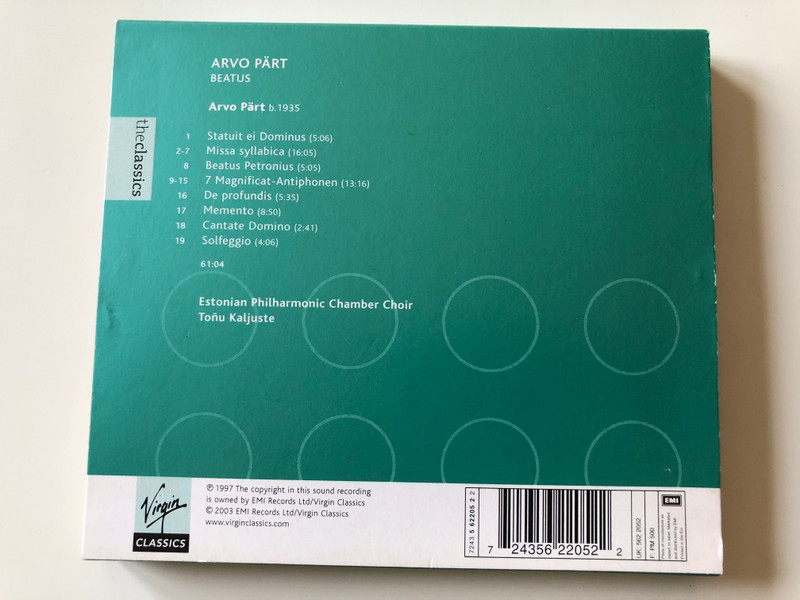 ARVO PÄRT
BEATUS
Arvo Pärt b.1935
theclassics
1 Statuit ei Dominus (5:06)
2-7 Missa syllabica (16:05)
8 Beatus Petronius (5:05)
9-15 7 Magnificat-Antiphonen (13:16)
16 De profundis (5:35)
17 Memento (8:50)
18 Cantate Domino (2:41)
19 Solfeggio (4:06)
61:04
Estonian Philharmonic Chamber Choir
Toñu Kaljuste
Virgin
CLASSICS
℗ 1997 The copyright in this sound recording
is owned by EMI Records Ltd/Virgin Classics
© 2003 EMI Records Ltd/Virgin Classics
www.virginclassics.com
7243 5 62205 2 2
7 24356 22052 2
UK: 562 2052
F: PM 500
EMI
Printed in the EU